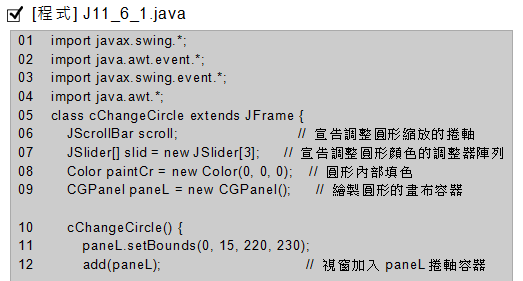 [程式] J11_6_1.java
01 import javax.swing.*;
02 import java.awt.event.*;
03 import javax.swing.event.*;
04 import java.awt.*;
05 class cChangeCircle extends JFrame {
06 JScrollBar scroll; // 宣告調整圓形縮放的捲軸
07 JSlider[] slid = new JSlider[3]; // 宣告調整圓形顏色的調整器陣列
08 Color paintCr = new Color(0, 0, 0); // 圓形內部填色
09 CGPanel paneL = new CGPanel(); // 繪製圓形的畫布容器
10 cChangeCircle() {
11 paneL.setBounds(0, 15, 220, 230);
12 add(paneL); // 視窗加入 paneL 捲軸容器